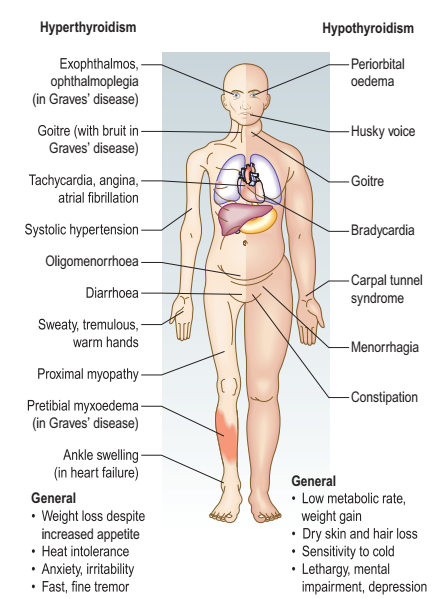 Hyperthyroidism
Exophthalmos,
ophthalmoplegia
(in Graves’ disease)
Goitre (with bruit in
Graves’ disease)
Tachycardia, angina,
atrial fibrillation
Systolic hypertension
Oligomenorrhoea
Diarrhoea
Sweaty, tremulous,
warm hands
Proximal myopathy
Pretibial myxoedema
(in Graves’ disease)
Ankle swelling
(in heart failure)
General
• Weight loss despite
increased appetite
• Heat intolerance
• Anxiety, irritability
• Fast, fine tremor
Hypothyroidism
Periorbital
oedema
Husky voice
Goitre
Bradycardia
Carpal tunnel
syndrome
Menorrhagia
Constipation
General
• Low metabolic rate,
weight gain
• Dry skin and hair loss
• Sensitivity to cold
• Lethargy, mental
impairment, depression